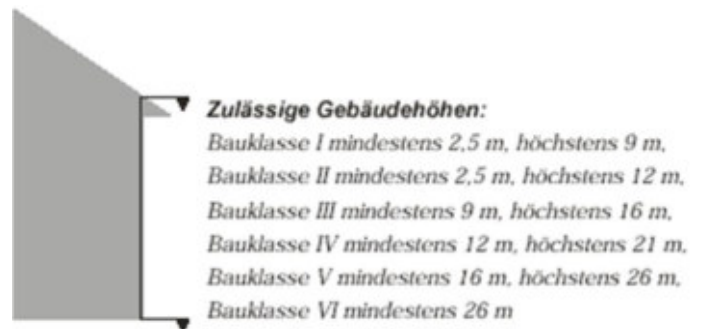 Zulässige Gebäudehöhen:
Bauklasse I mindestens 2,5 m, höchstens 9 m,
Bauklasse II mindestens 2,5 m, höchstens 12 m,
Bauklasse III mindestens 9 m, höchstens 16 m,
Bauklasse IV mindestens 12 m, höchstens 21 m,
Bauklasse V mindestens 16 m, höchstens 26 m,
Bauklasse VI mindestens 26 m